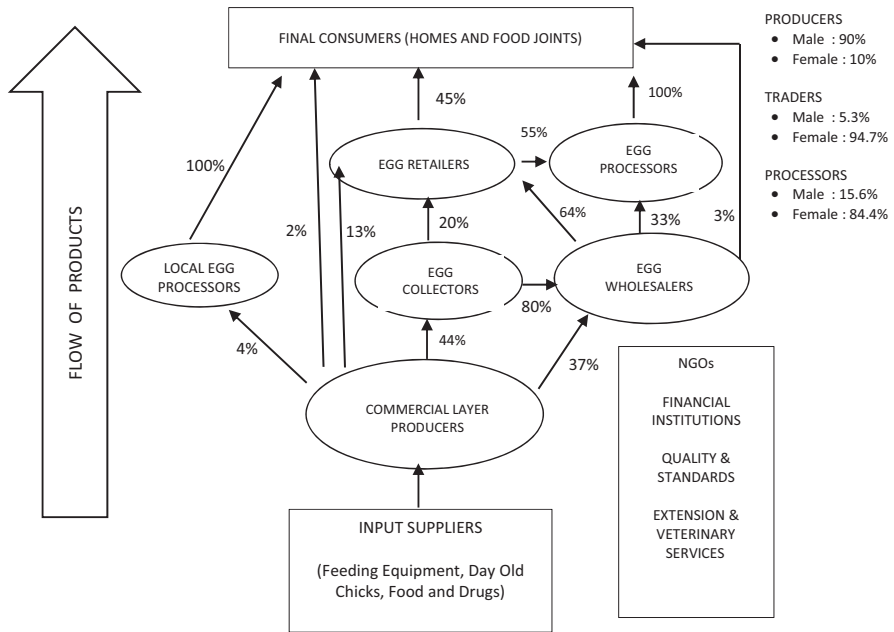 FINAL CONSUMERS (HOMES AND FOOD JOINTS)
PRODUCERS
• Male : 90%
• Female : 10%
TRADERS
• Male : 5.3%
• Female : 94.7%
PROCESSORS
• Male : 15.6%
• Female : 84.4%
45%
100%
EGG RETAILERS
55%
EGG
PROCESSORS
100%
2%
13%
20%
64%
33%
3%
LOCAL EGG
PROCESSORS
EGG
COLLECTORS
80%
EGG
WHOLESALERS
4%
44%
37%
COMMERCIAL LAYER
PRODUCERS
INPUT SUPPLIERS
(Feeding Equipment, Day Old
Chicks, Food and Drugs)
NGOs
FINANCIAL
INSTITUTIONS
QUALITY &
STANDARDS
EXTENSION &
VETERINARY
SERVICES
FLOW OF PRODUCTS